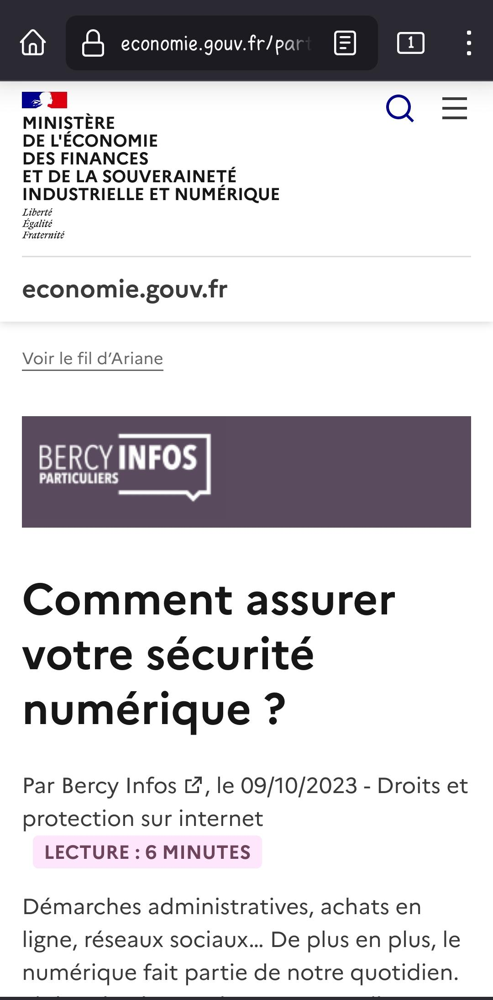 economie.gouv.fr/part
1
MINISTÈRE
DE L'ÉCONOMIE
DES FINANCES
ET DE LA SOUVERAINETÉ
INDUSTRIELLE ET NUMÉRIQUE
Liberté
Égalité
Fraternité
economie.gouv.fr
Voir le fil d’Ariane
BERCY INFOS
PARTICULIERS
Comment assurer
votre sécurité
numérique ?
Par Bercy Infos , le 09/10/2023 - Droits et
protection sur internet
LECTURE : 6 MINUTES
Démarches administratives, achats en
ligne, réseaux sociaux… De plus en plus, le
numérique fait partie de notre quotidien.